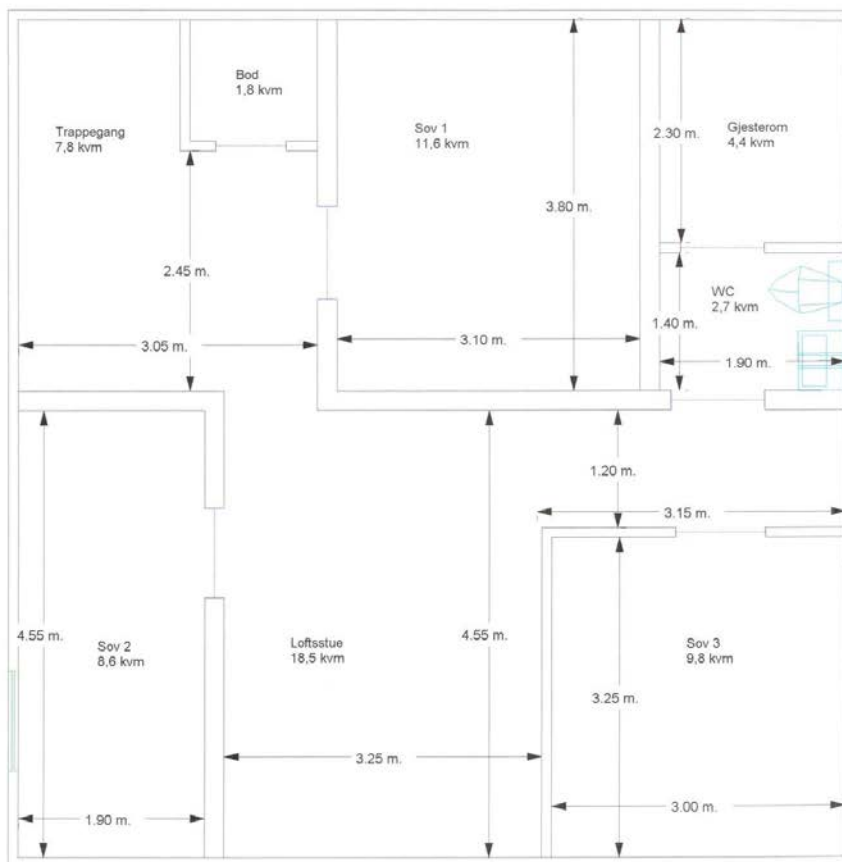 Bod
1,8 kvm
Trappegang
7,8 kvm
Sov 1
11,6 kvm
Gjesterom
4,4 kvm
2.30 m.
3.80 m.
2.45 m.
WC
2,7 kvm
1.40 m.
3.05 m.
3.10 m.
1.90 m.
1.20 m.
3.15 m.
4.55 m.
Sov 2
8,6 kvm
Loftsstue
18,5 kvm
4.55 m.
Sov 3
9,8 kvm
3.25 m.
3.25 m.
1.90 m.
3.00 m.